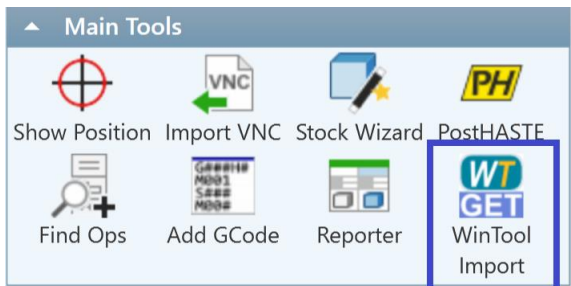 Main Tools
VNC
PH
Show Position Import VNC Stock Wizard PostHASTE
G###H#
M001
S###
M00#
WT
GET
Find Ops Add GCode Reporter WinTool
Import